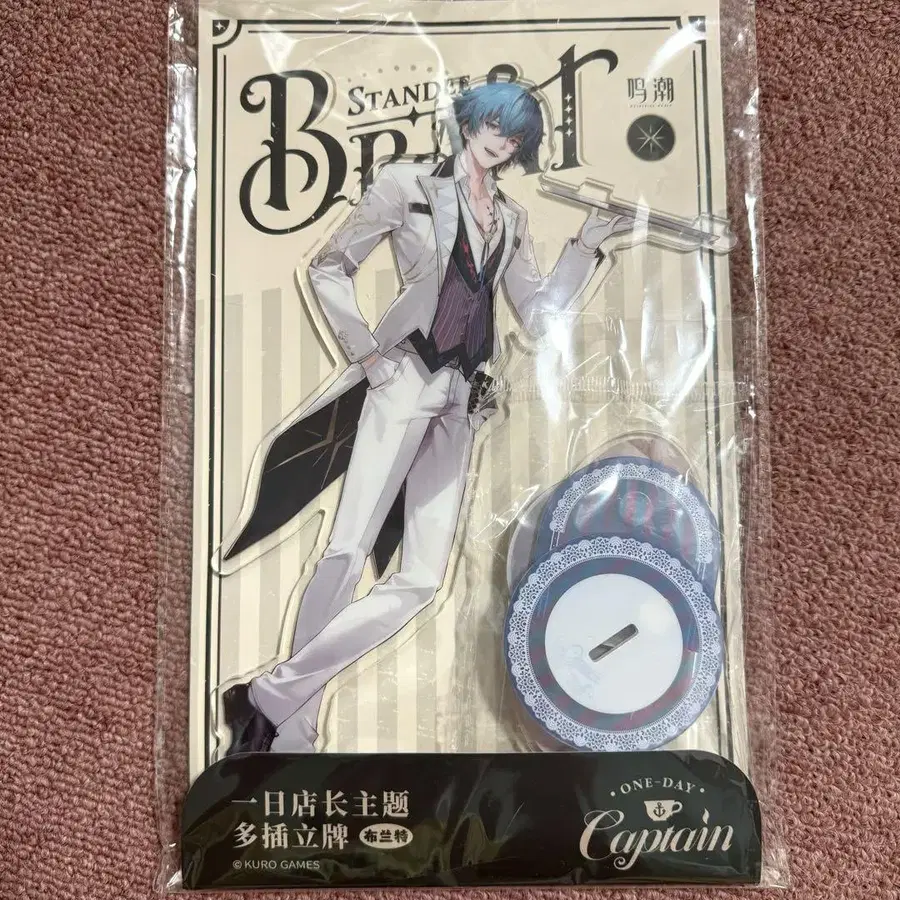 STANDEE
BRANT
鸣潮
一日店长主题
多插立牌 布兰特
© KURO GAMES
· ONE-DAY ·
Captain